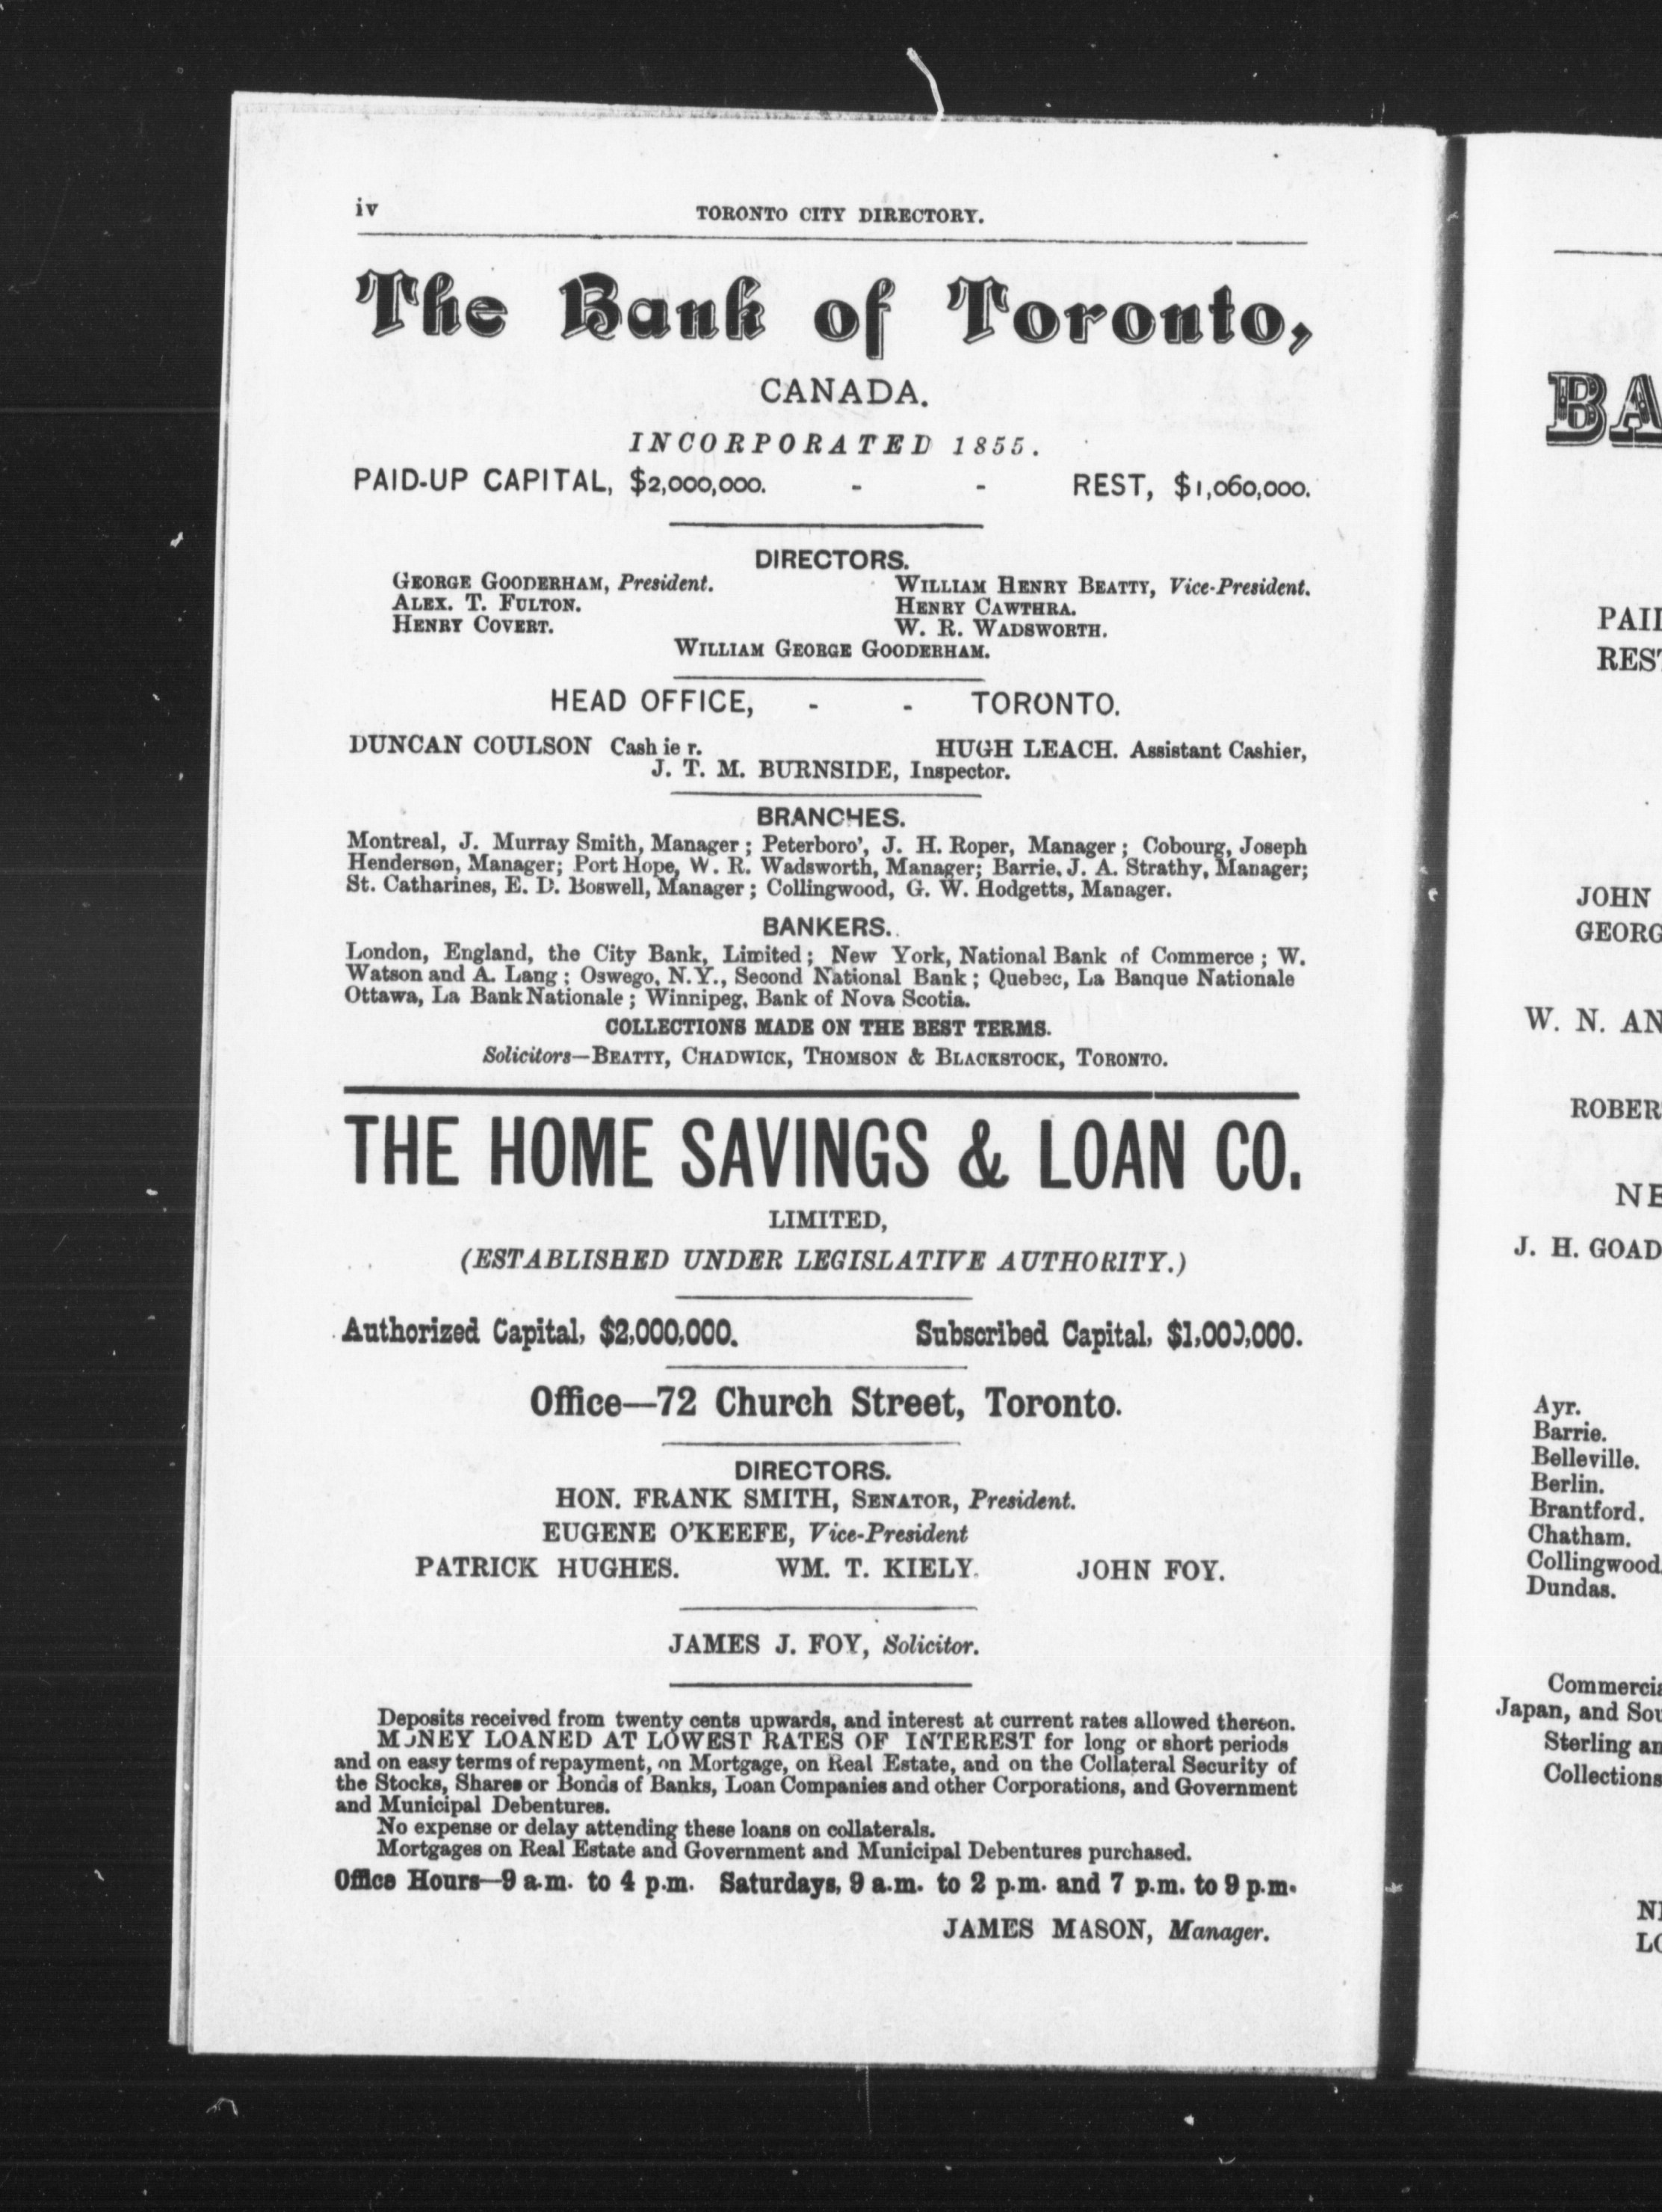 iv
TORONTO CITY DIRECTORY.
The Bank of Toronto,
CANADA.
INCORPORATED 1855.
PAID-UP CAPITAL, $2,000,000. - - REST, $1,060,000.
DIRECTORS.
GEORGE GOODERHAM, President. WILLIAM HENRY BEATTY, Vice-President.
ALEX. T. FULTON. HENRY CAWTHRA.
HENRY COVERT. W. R. WADSWORTH.
WILLIAM GEORGE GOODERHAM.
HEAD OFFICE, - - TORONTO.
DUNCAN COULSON Cashier. HUGH LEACH. Assistant Cashier,
J. T. M. BURNSIDE, Inspector.
BRANCHES.
Montreal, J. Murray Smith, Manager; Peterboro', J. H. Roper, Manager; Cobourg, Joseph
Henderson, Manager; Port Hope, W. R. Wadsworth, Manager; Barrie, J. A. Strathy, Manager;
St. Catharines, E. D. Boswell, Manager; Collingwood, G. W. Hodgetts, Manager.
BANKERS.
London, England, the City Bank, Limited; New York, National Bank of Commerce; W.
Watson and A. Lang; Oswego, N.Y., Second National Bank; Quebec, La Banque Nationale
Ottawa, La Bank Nationale; Winnipeg, Bank of Nova Scotia.
COLLECTIONS MADE ON THE BEST TERMS.
Solicitors—BEATTY, CHADWICK, THOMSON & BLACKSTOCK, TORONTO.
THE HOME SAVINGS & LOAN CO.
LIMITED,
(ESTABLISHED UNDER LEGISLATIVE AUTHORITY.)
Authorized Capital, $2,000,000. Subscribed Capital, $1,000,000.
Office—72 Church Street, Toronto.
DIRECTORS.
HON. FRANK SMITH, SENATOR, President.
EUGENE O'KEEFE, Vice-President
PATRICK HUGHES. WM. T. KIELY. JOHN FOY.
JAMES J. FOY, Solicitor.
Deposits received from twenty cents upwards, and interest at current rates allowed thereon.
MONEY LOANED AT LOWEST RATES OF INTEREST for long or short periods
and on easy terms of repayment, on Mortgage, on Real Estate, and on the Collateral Security of
the Stocks, Shares or Bonds of Banks, Loan Companies and other Corporations, and Government
and Municipal Debentures.
No expense or delay attending these loans on collaterals.
Mortgages on Real Estate and Government and Municipal Debentures purchased.
Office Hours—9 a.m. to 4 p.m. Saturdays, 9 a.m. to 2 p.m. and 7 p.m. to 9 p.m.
JAMES MASON, Manager.
BA
PAI
REST
JOHN
GEORG
W. N. AN
ROBER
NE
J. H. GOAD
Ayr.
Barrie.
Belleville.
Berlin.
Brantford.
Chatham.
Collingwood
Dundas.
Commercia
Japan, and Sou
Sterling an
Collections
N
LO